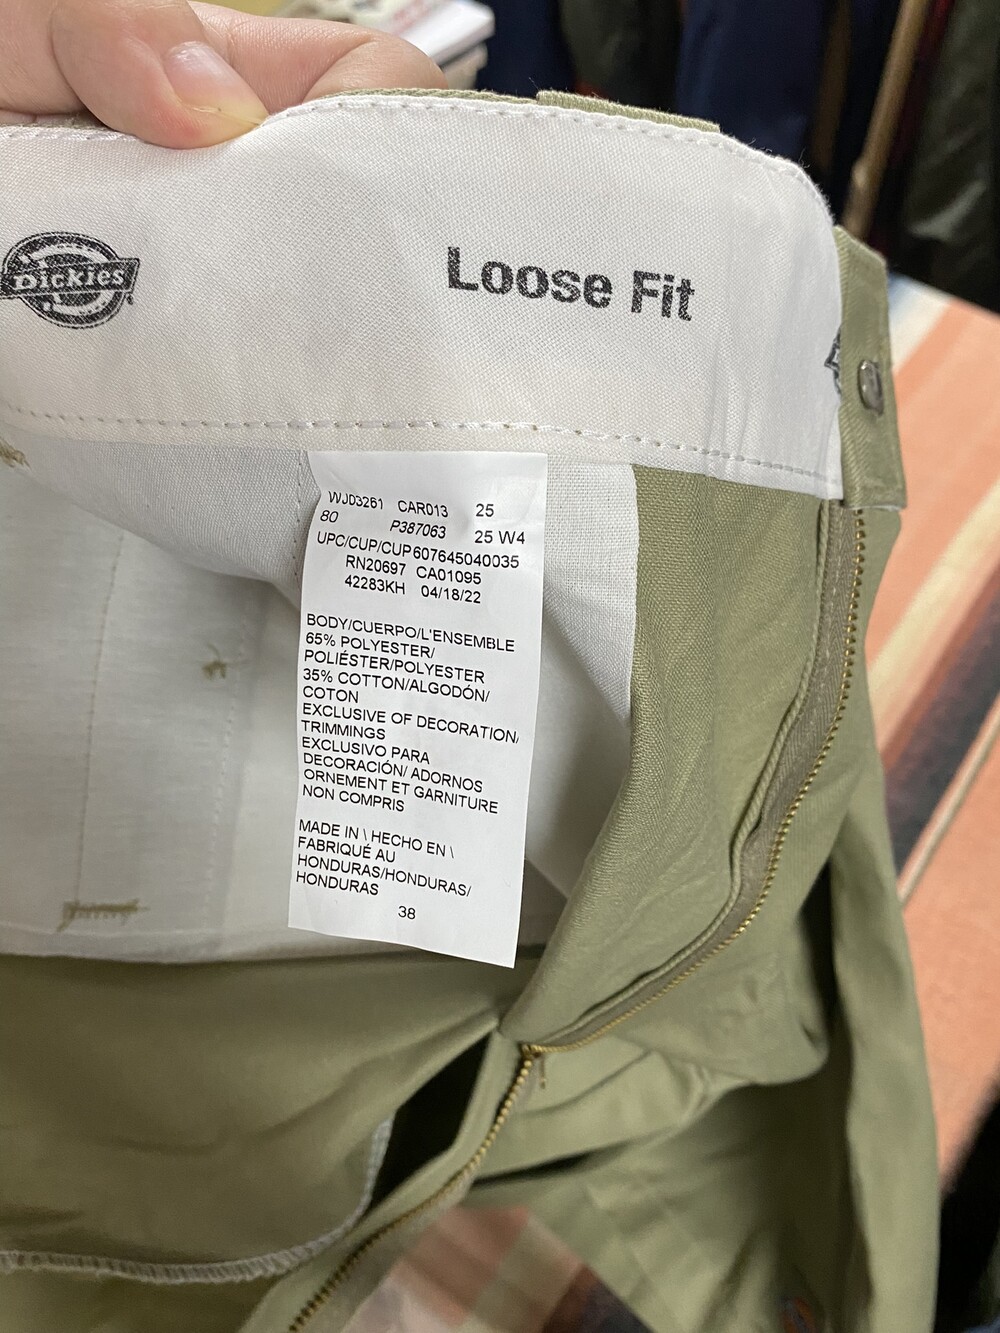 Dickies
Loose Fit
WJD3261 CAR013 25
80 P387063 25 W4
UPC/CUP/CUP607645040035
RN20697 CA01095
42283KH 04/18/22
BODY/CUERPO/L'ENSEMBLE
65% POLYESTER/
POLIÉSTER/POLYESTER
35% COTTON/ALGODÓN/
COTON
EXCLUSIVE OF DECORATION/
TRIMMINGS
EXCLUSIVO PARA
DECORACIÓN/ ADORNOS
ORNEMENT ET GARNITURE
NON COMPRIS
MADE IN \ HECHO EN \
FABRIQUÉ AU
HONDURAS/HONDURAS/
HONDURAS
38